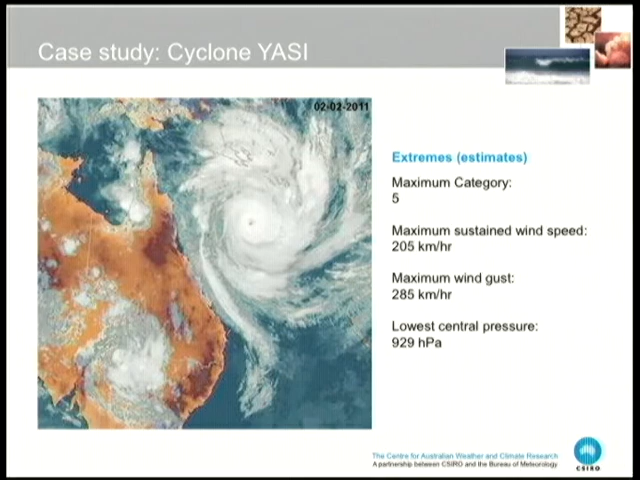 Case study: Cyclone YASI
02-02-2011
Extremes (estimates)
Maximum Category:
5
Maximum sustained wind speed:
205 km/hr
Maximum wind gust:
285 km/hr
Lowest central pressure:
929 hPa
The Centre for Australian Weather and Climate Research
A partnership between CSIRO and the Bureau of Meteorology
CSIRO